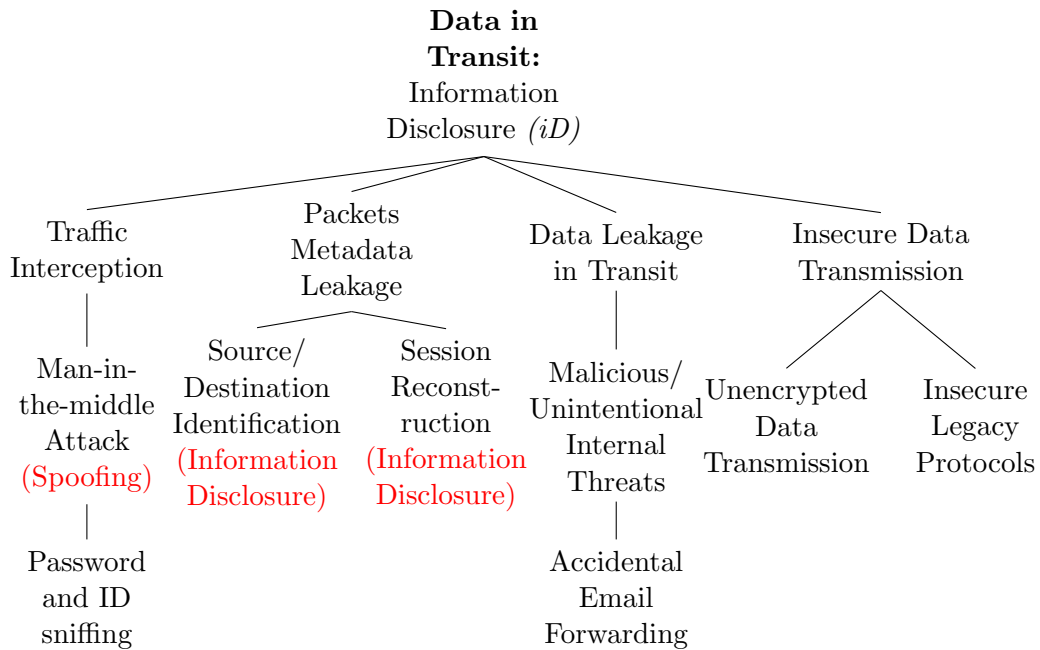 Data in
Transit:
Information
Disclosure (iD)
Traffic
Interception
Packets
Metadata
Leakage
Data Leakage
in Transit
Insecure Data
Transmission
Man-in-
the-middle
Attack
(Spoofing)
Source/
Destination
Identification
(Information
Disclosure)
Session
Reconst-
ruction
(Information
Disclosure)
Malicious/
Unintentional
Internal
Threats
Unencrypted
Data
Transmission
Insecure
Legacy
Protocols
Password
and ID
sniffing
Accidental
Email
Forwarding